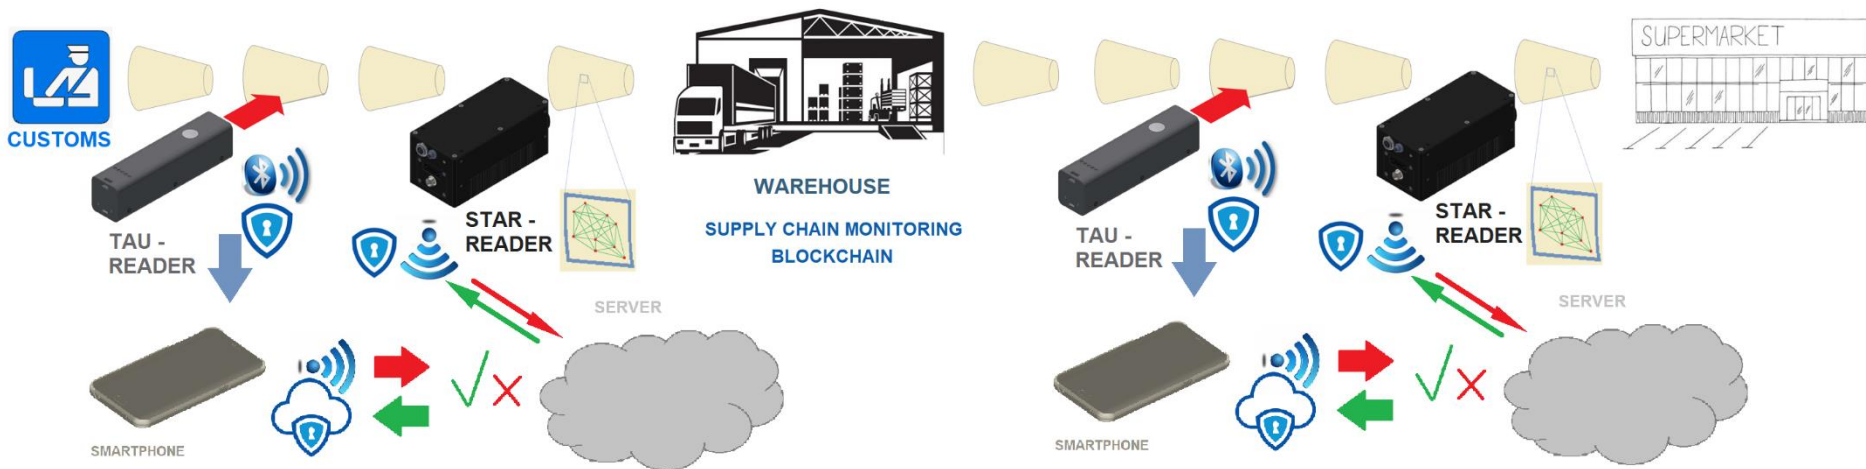 CUSTOMS
TAU -
READER
STAR -
READER
SMARTPHONE
SERVER
WAREHOUSE
SUPPLY CHAIN MONITORING
BLOCKCHAIN
TAU -
READER
STAR -
READER
SMARTPHONE
SERVER
SUPERMARKET